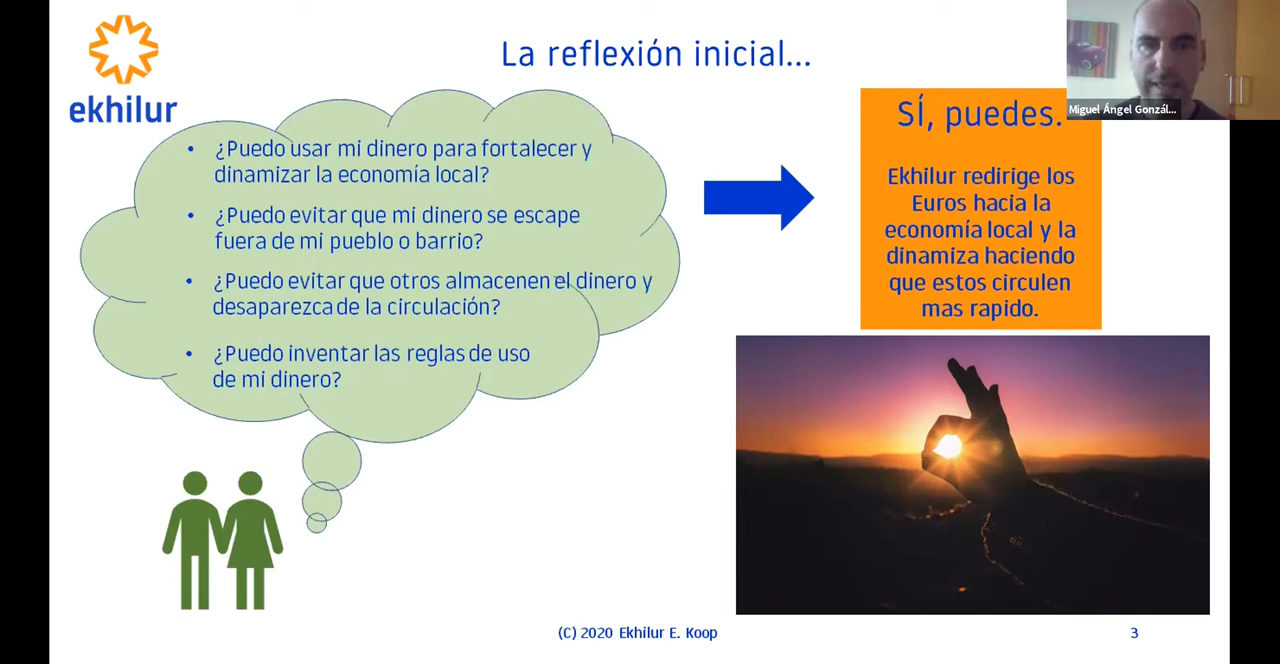 ekhilur
La reflexión inicial...
• ¿Puedo usar mi dinero para fortalecer y
dinamizar la economía local?
• ¿Puedo evitar que mi dinero se escape
fuera de mi pueblo o barrio?
• ¿Puedo evitar que otros almacenen el dinero y
desaparezca de la circulación?
• ¿Puedo inventar las reglas de uso
de mi dinero?
SÍ, puedes.
Ekhilur redirige los
Euros hacia la
economía local y la
dinamiza haciendo
que estos circulen
mas rapido.
Miguel Ángel Gonzál...
(C) 2020 Ekhilur E. Koop
3